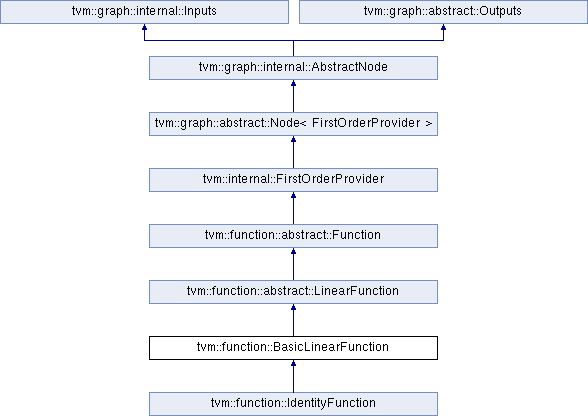 tvm::graph::internal::Inputs
tvm::graph::abstract::Outputs
tvm::graph::internal::AbstractNode
tvm::graph::abstract::Node< FirstOrderProvider >
tvm::internal::FirstOrderProvider
tvm::function::abstract::Function
tvm::function::abstract::LinearFunction
tvm::function::BasicLinearFunction
tvm::function::IdentityFunction